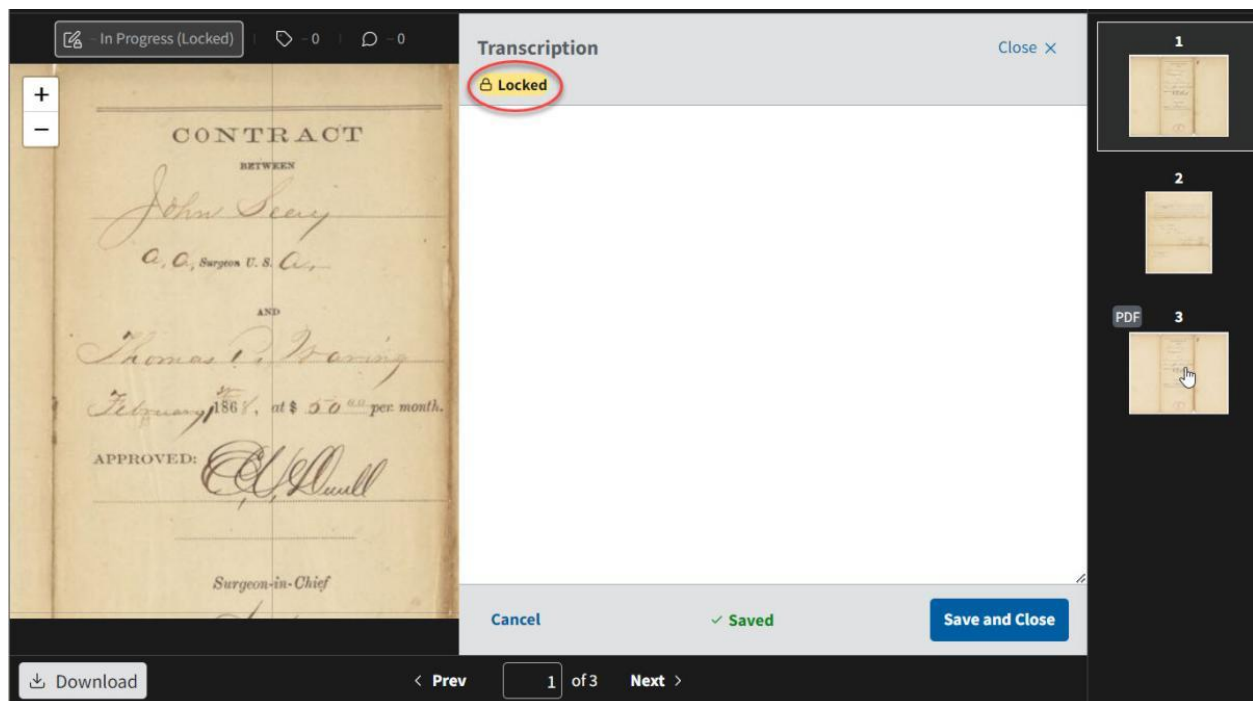 In Progress (Locked) – 0 – 0
Transcription
Close ×
Locked
CONTRACT
BETWEEN
John Seery
a. a. Surgeon U. S. a.
AND
Thomas P. Waring
February, 1868, at $ 50 00 per month.
APPROVED:
Surgeon-in-Chief
Cancel
✓ Saved
Save and Close
1
2
PDF 3
Download
< Prev 1 of 3 Next >